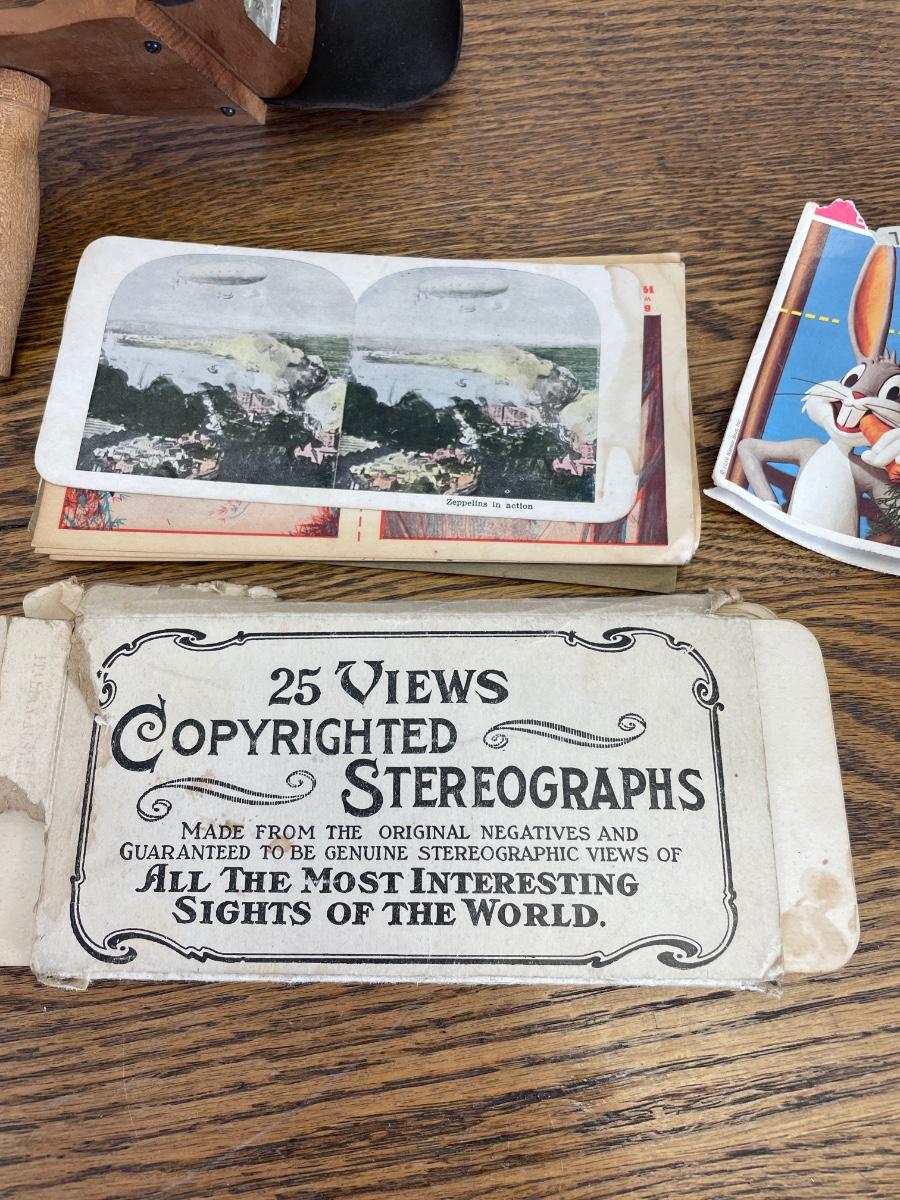 Zeppelins in action
25 VIEWS
COPYRIGHTED
STEREOGRAPHS
MADE FROM THE ORIGINAL NEGATIVES AND
GUARANTEED TO BE GENUINE STEREOGRAPHIC VIEWS OF
ALL THE MOST INTERESTING
SIGHTS OF THE WORLD.